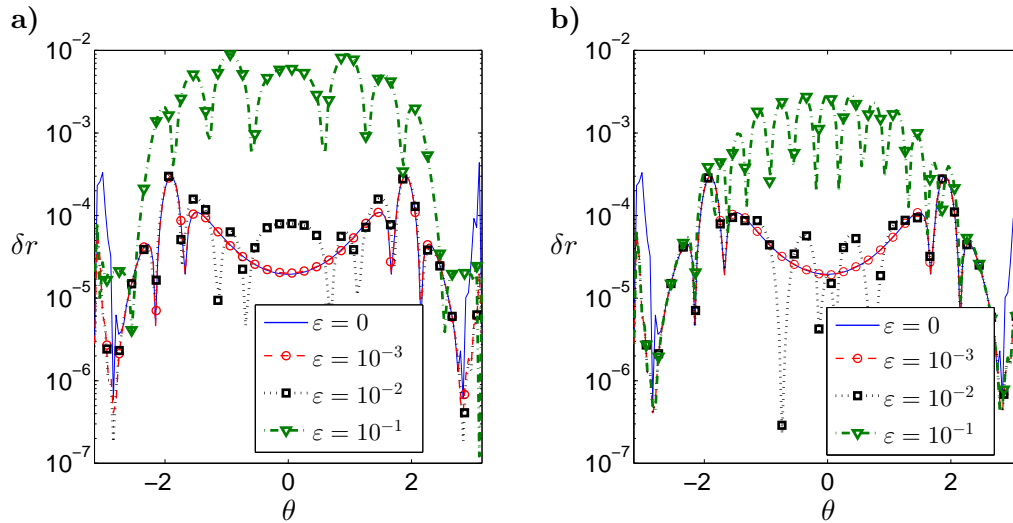 a)
b)
10⁻²
10⁻³
10⁻⁴
δr
10⁻⁵
10⁻⁶
10⁻⁷
−2
0
2
θ
ε = 0
ε = 10⁻³
ε = 10⁻²
ε = 10⁻¹
10⁻²
10⁻³
10⁻⁴
δr
10⁻⁵
10⁻⁶
10⁻⁷
−2
0
2
θ
ε = 0
ε = 10⁻³
ε = 10⁻²
ε = 10⁻¹